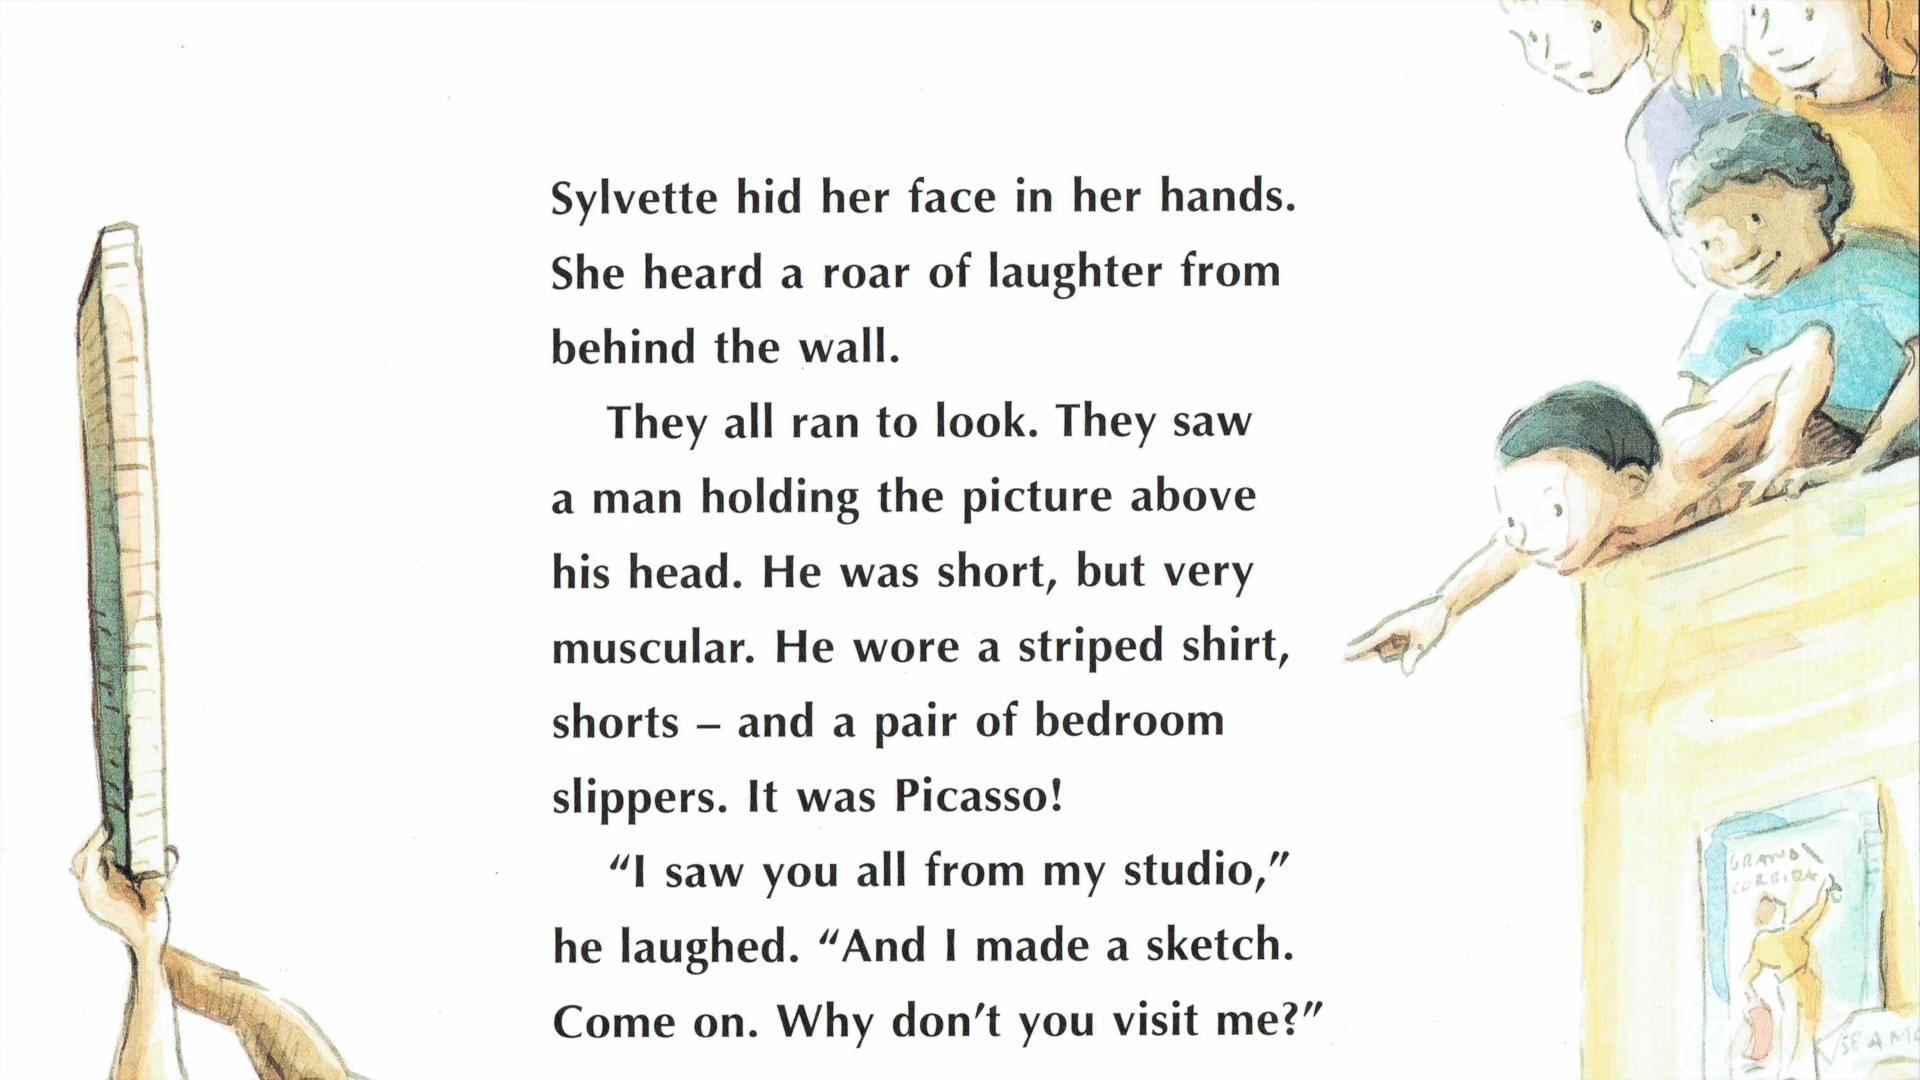 Sylvette hid her face in her hands.
She heard a roar of laughter from
behind the wall.
They all ran to look. They saw
a man holding the picture above
his head. He was short, but very
muscular. He wore a striped shirt,
shorts – and a pair of bedroom
slippers. It was Picasso!
“I saw you all from my studio,”
he laughed. “And I made a sketch.
Come on. Why don’t you visit me?”
GRAND
CORRIDA